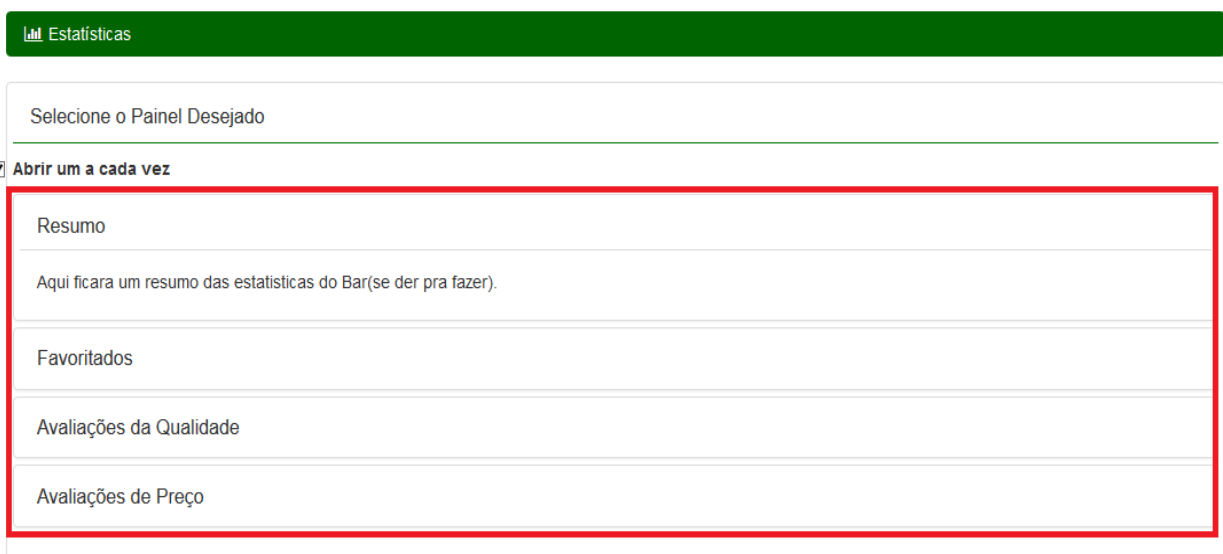 Estatísticas
Selecione o Painel Desejado
Abrir um a cada vez
Resumo
Aqui ficara um resumo das estatisticas do Bar(se der pra fazer).
Favoritados
Avaliações da Qualidade
Avaliações de Preço